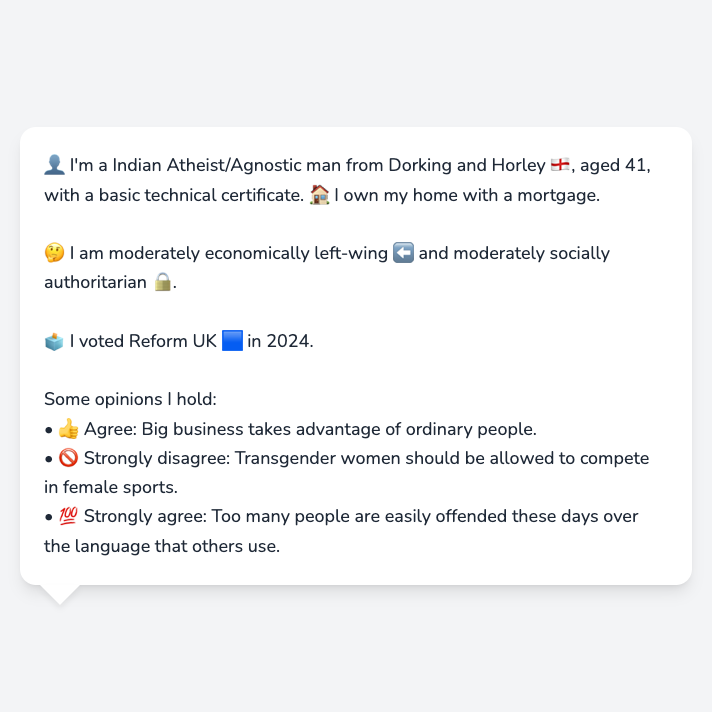 👤 I'm a Indian Atheist/Agnostic man from Dorking and Horley 🏴󠁧󠁢󠁥󠁮󠁧󠁿, aged 41,
with a basic technical certificate. 🏠 I own my home with a mortgage.
🤔 I am moderately economically left-wing ⬅️ and moderately socially
authoritarian 🔒.
🗳️ I voted Reform UK 🟦 in 2024.
Some opinions I hold:
• 👍 Agree: Big business takes advantage of ordinary people.
• 🚫 Strongly disagree: Transgender women should be allowed to compete
in female sports.
• 💯 Strongly agree: Too many people are easily offended these days over
the language that others use.